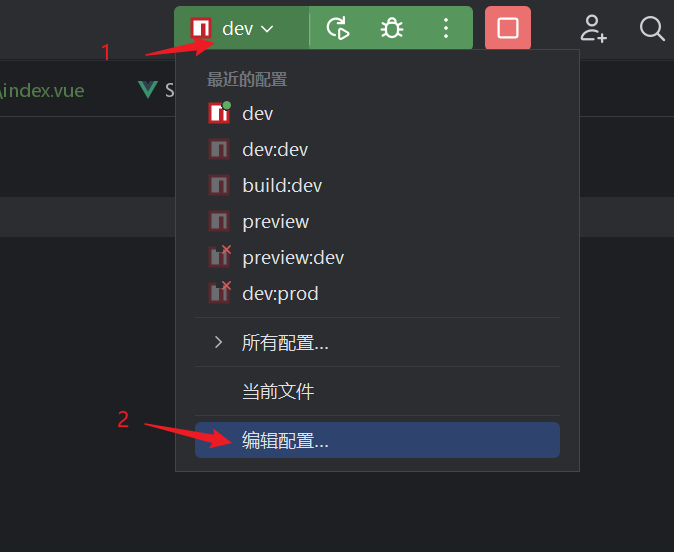 dev
1
\index.vue
S
最近的配置
dev
dev:dev
build:dev
preview
preview:dev
dev:prod
所有配置...
当前文件
2
编辑配置...